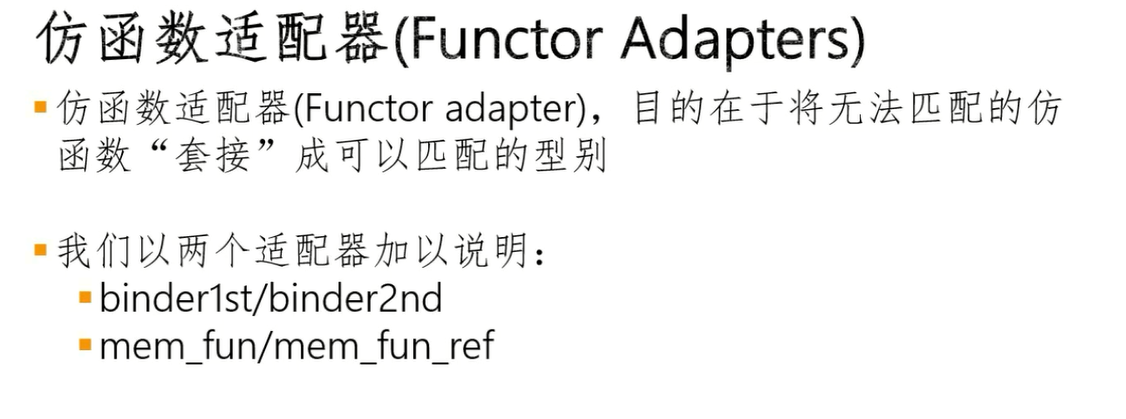 仿函数适配器(Functor Adapters)
仿函数适配器(Functor adapter)，目的在于将无法匹配的仿
函数“套接”成可以匹配的型别
我们以两个适配器加以说明：
binder1st/binder2nd
mem_fun/mem_fun_ref